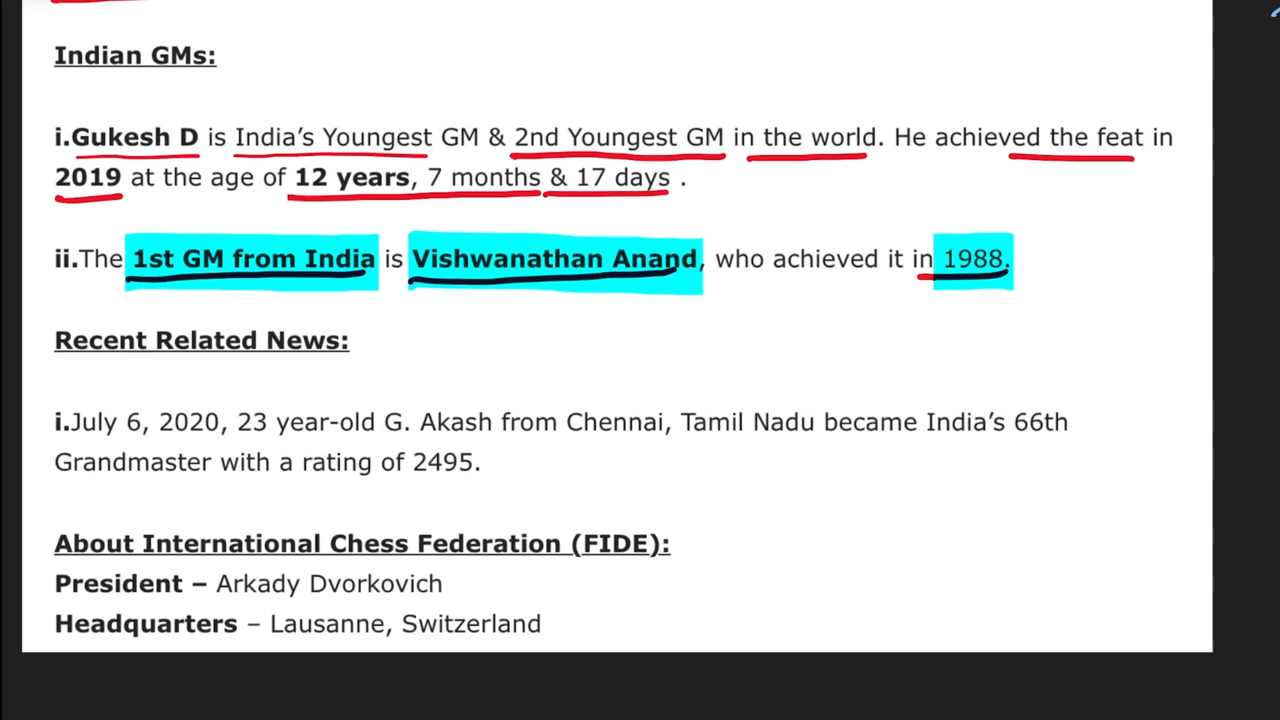 Indian GMs:
i.Gukesh D is India’s Youngest GM & 2nd Youngest GM in the world. He achieved the feat in
2019 at the age of 12 years, 7 months & 17 days .
ii.The 1st GM from India is Vishwanathan Anand, who achieved it in 1988.
Recent Related News:
i.July 6, 2020, 23 year-old G. Akash from Chennai, Tamil Nadu became India’s 66th
Grandmaster with a rating of 2495.
About International Chess Federation (FIDE):
President – Arkady Dvorkovich
Headquarters – Lausanne, Switzerland